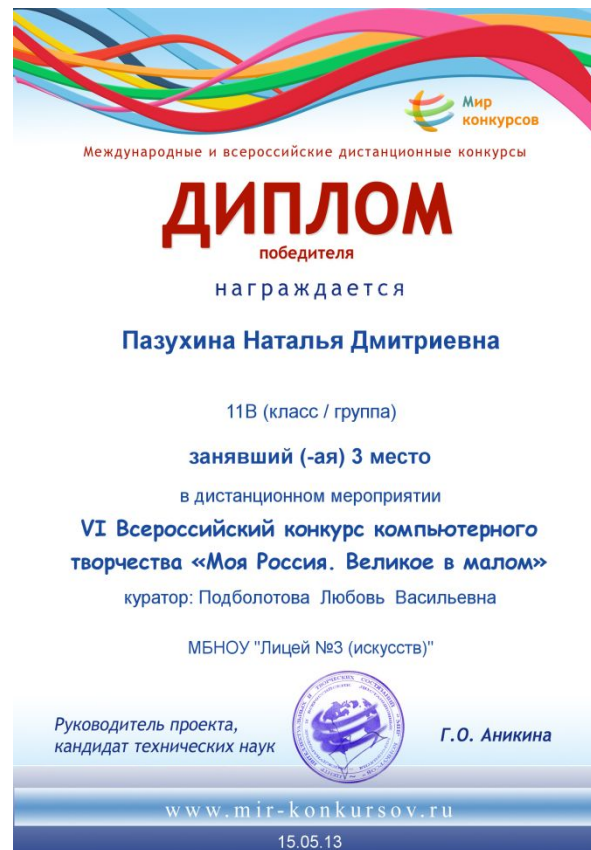 Мир
конкурсов
Международные и всероссийские дистанционные конкурсы
ДИПЛОМ
победителя
награждается
Пазухина Наталья Дмитриевна
11В (класс / группа)
занявший (-ая) 3 место
в дистанционном мероприятии
VI Всероссийский конкурс компьютерного
творчества «Моя Россия. Великое в малом»
куратор: Подболотова Любовь Васильевна
МБНОУ "Лицей №3 (искусств)"
Руководитель проекта,
кандидат технических наук
Г.О. Аникина
www.mir-konkursov.ru
15.05.13